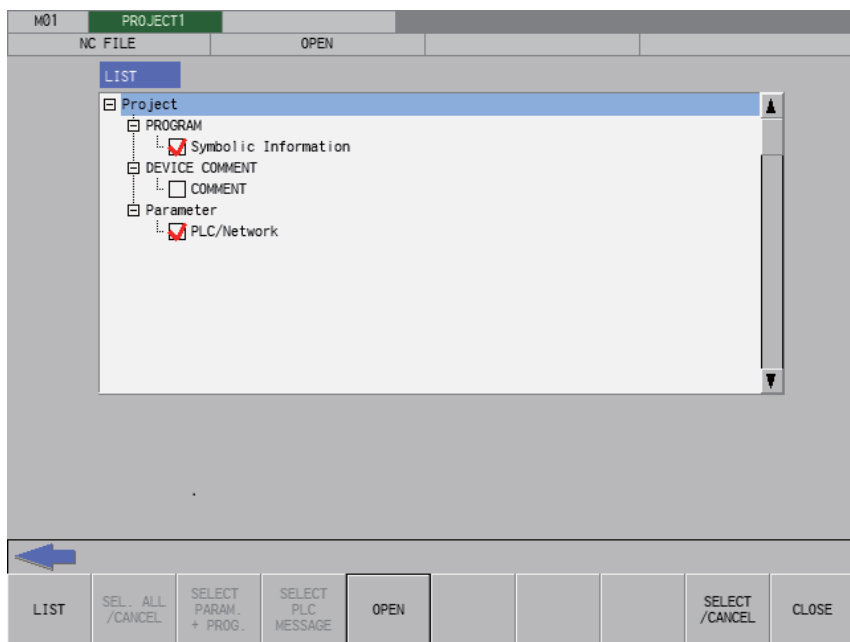 M01 PROJECT1
NC FILE OPEN
LIST
Project
PROGRAM
Symbolic Information
DEVICE COMMENT
COMMENT
Parameter
PLC/Network
LIST
SEL. ALL
/CANCEL
SELECT
PARAM.
+ PROG.
SELECT
PLC
MESSAGE
OPEN
SELECT
/CANCEL
CLOSE